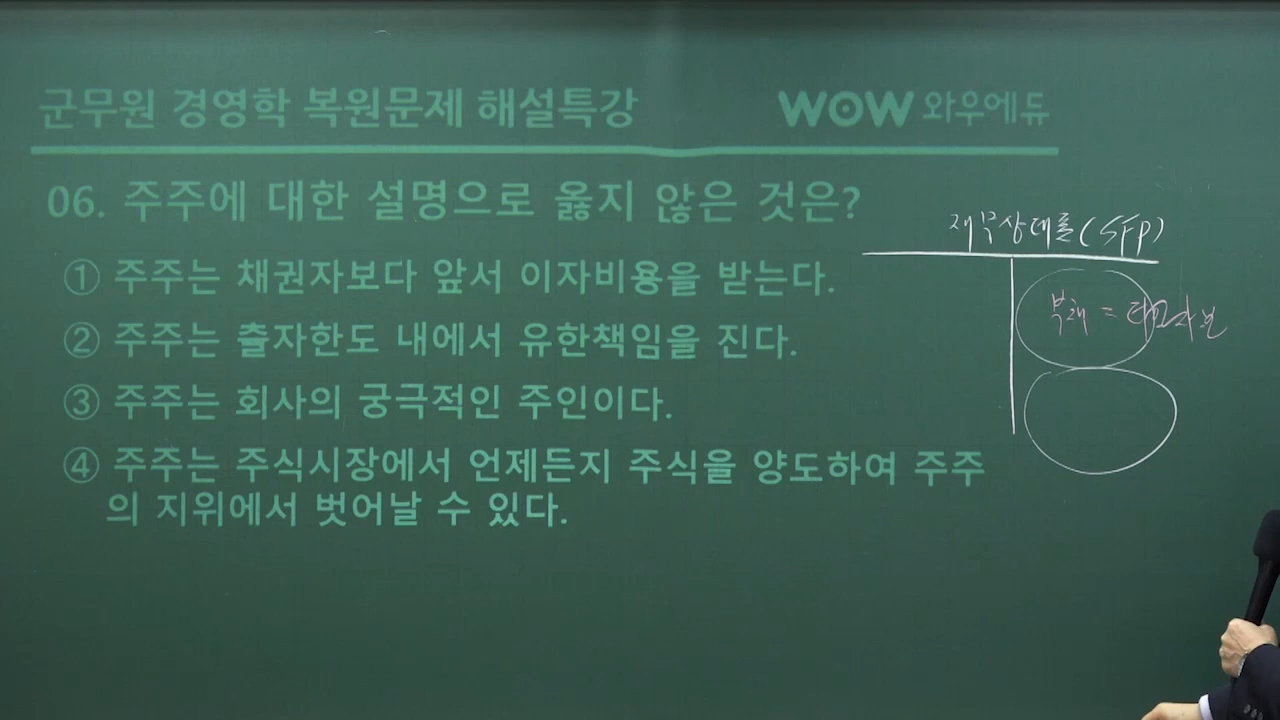 군무원 경영학 복원문제 해설특강
WOW 와우에듀
06. 주주에 대한 설명으로 옳지 않은 것은?
① 주주는 채권자보다 앞서 이자비용을 받는다.
② 주주는 출자한도 내에서 유한책임을 진다.
③ 주주는 회사의 궁극적인 주인이다.
④ 주주는 주식시장에서 언제든지 주식을 양도하여 주주
의 지위에서 벗어날 수 있다.
재무상태표(SFP)
부채 = 타인자본